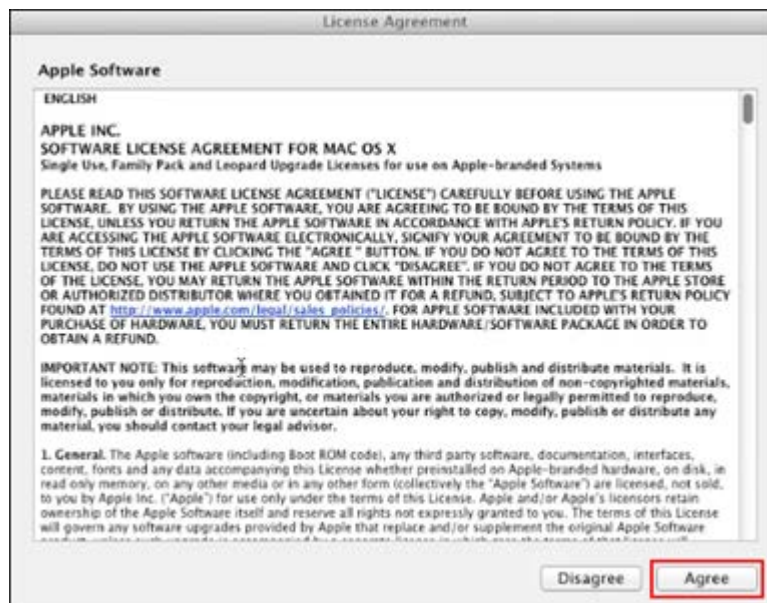 License Agreement
Apple Software
ENGLISH
APPLE INC.
SOFTWARE LICENSE AGREEMENT FOR MAC OS X
Single Use, Family Pack and Leopard Upgrade Licenses for use on Apple-branded Systems
PLEASE READ THIS SOFTWARE LICENSE AGREEMENT ("LICENSE") CAREFULLY BEFORE USING THE APPLE
SOFTWARE. BY USING THE APPLE SOFTWARE, YOU ARE AGREEING TO BE BOUND BY THE TERMS OF THIS
LICENSE, UNLESS YOU RETURN THE APPLE SOFTWARE IN ACCORDANCE WITH APPLE'S RETURN POLICY. IF YOU
ARE ACCESSING THE APPLE SOFTWARE ELECTRONICALLY, SIGNIFY YOUR AGREEMENT TO BE BOUND BY THE
TERMS OF THIS LICENSE BY CLICKING THE "AGREE " BUTTON. IF YOU DO NOT AGREE TO THE TERMS OF THIS
LICENSE, DO NOT USE THE APPLE SOFTWARE AND CLICK "DISAGREE". IF YOU DO NOT AGREE TO THE TERMS
OF THE LICENSE, YOU MAY RETURN THE APPLE SOFTWARE WITHIN THE RETURN PERIOD TO THE APPLE STORE
OR AUTHORIZED DISTRIBUTOR WHERE YOU OBTAINED IT FOR A REFUND, SUBJECT TO APPLE'S RETURN POLICY
FOUND AT http://www.apple.com/legal/sales_policies/. FOR APPLE SOFTWARE INCLUDED WITH YOUR
PURCHASE OF HARDWARE, YOU MUST RETURN THE ENTIRE HARDWARE/SOFTWARE PACKAGE IN ORDER TO
OBTAIN A REFUND.
IMPORTANT NOTE: This software may be used to reproduce, modify, publish and distribute materials. It is
licensed to you only for reproduction, modification, publication and distribution of non-copyrighted materials,
materials in which you own the copyright, or materials you are authorized or legally permitted to reproduce,
modify, publish or distribute. If you are uncertain about your right to copy, modify, publish or distribute any
material, you should contact your legal advisor.
1. General. The Apple software (including Boot ROM code), any third party software, documentation, interfaces,
content, fonts and any data accompanying this License whether preinstalled on Apple-branded hardware, on disk, in
read only memory, on any other media or in any other form (collectively the "Apple Software") are licensed, not sold,
to you by Apple Inc. ("Apple") for use only under the terms of this License. Apple and/or Apple's licensors retain
ownership of the Apple Software itself and reserve all rights not expressly granted to you. The terms of this License
will govern any software upgrades provided by Apple that replace and/or supplement the original Apple Software
Disagree Agree